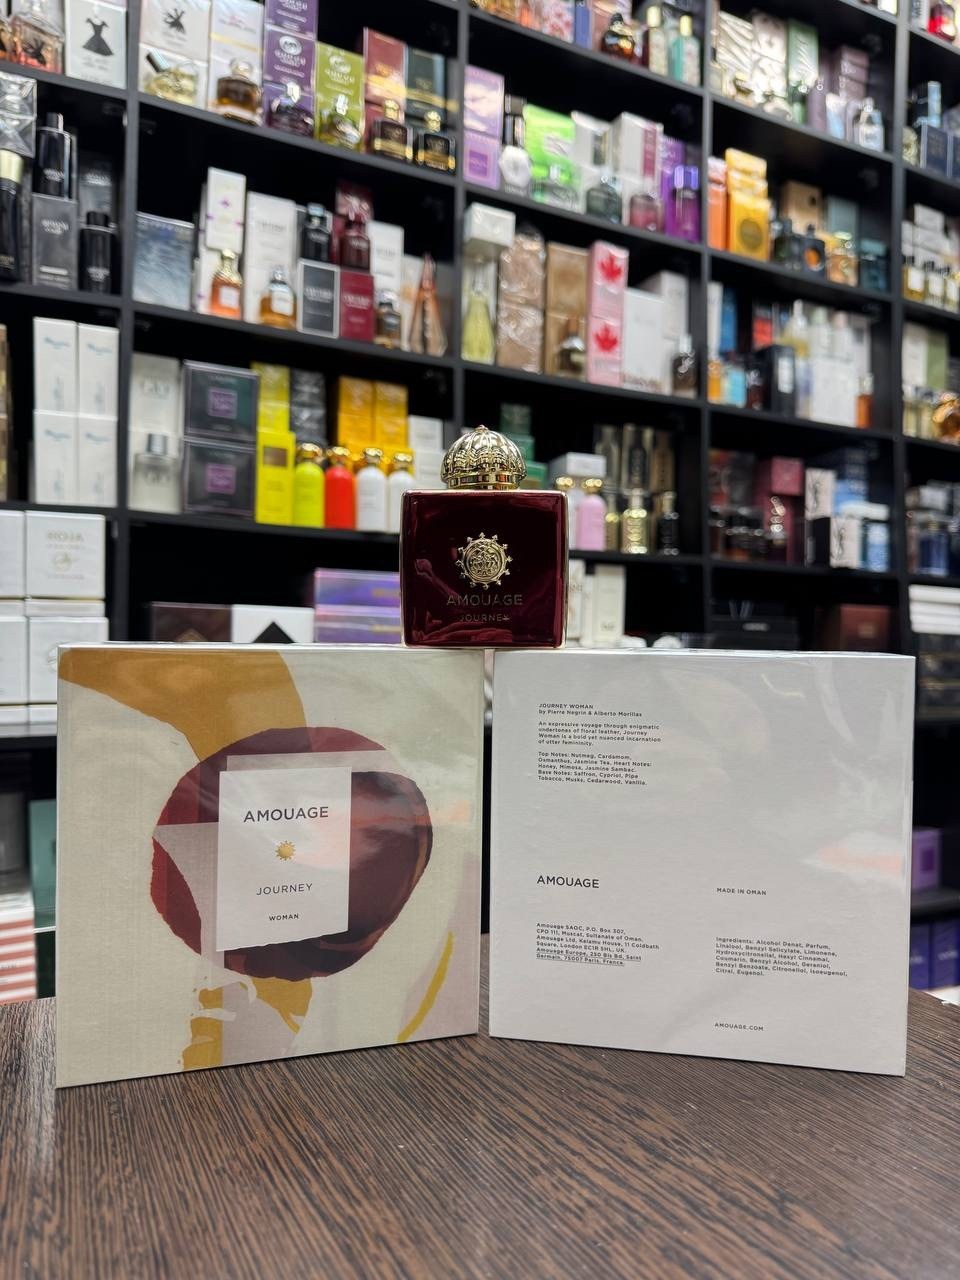 ROJA
AMOUAGE
JOURNEY
AMOUAGE
JOURNEY
WOMAN
JOURNEY WOMAN
by Pierre Negrin & Alberto Morillas
An expressive voyage through enigmatic
undertones of floral leather, Journey
Woman is a bold yet nuanced incarnation
of utter femininity.
Top Notes: Nutmeg, Cardamom,
Osmanthus, Jasmine Tea. Heart Notes:
Honey, Mimosa, Jasmine Sambac.
Base Notes: Saffron, Cypriol, Pipe
Tobacco, Musks, Cedarwood, Vanilla.
AMOUAGE
MADE IN OMAN
Amouage SAOC, P.O. Box 307,
CPO 111, Muscat, Sultanate of Oman.
Amouage Ltd, Kelamu House, 11 Coldbath
Square, London EC1R 5HL, UK.
Amouage Europe, 230 Bis Bd, Saint
Germain, 75007 Paris, France.
Ingredients: Alcohol Denat, Parfum,
Linalool, Benzyl Salicylate, Limonene,
Hydroxycitronellal, Hexyl Cinnamal,
Coumarin, Benzyl Alcohol, Geraniol,
Benzyl Benzoate, Citronellol, Isoeugenol,
Citral, Eugenol.
AMOUAGE.COM